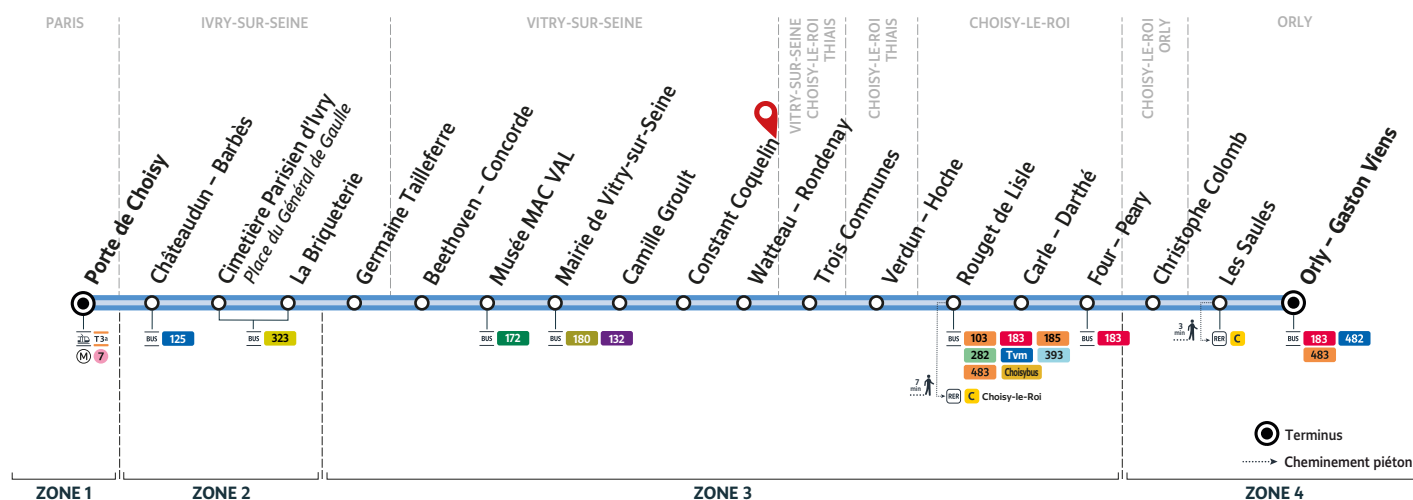 PARIS
IVRY-SUR-SEINE
VITRY-SUR-SEINE
VITRY-SUR-SEINE
CHOISY-LE-ROI
THIAIS
CHOISY-LE-ROI
THIAIS
CHOISY-LE-ROI
CHOISY-LE-ROI
ORLY
ORLY
Porte de Choisy
Châteaudun – Barbès
Cimetière Parisien d'Ivry
Place du Général de Gaulle
La Briqueterie
Germaine Tailleferre
Beethoven – Concorde
Musée MAC VAL
Mairie de Vitry-sur-Seine
Camille Groult
Constant Coquelin
Watteau – Rondenay
Trois Communes
Verdun – Hoche
Rouget de Lisle
Carle – Darthé
Four – Peary
Christophe Colomb
Les Saules
Orly – Gaston Viens
T3a
M 7
BUS 125
BUS 323
BUS 172
BUS 180 132
BUS 103 183 185
282 Tvm 393
483 Choisybus
7 min
RER C Choisy-le-Roi
BUS 183
3 min
RER C
BUS 183 482
483
Terminus
Cheminement piéton
ZONE 1
ZONE 2
ZONE 3
ZONE 4